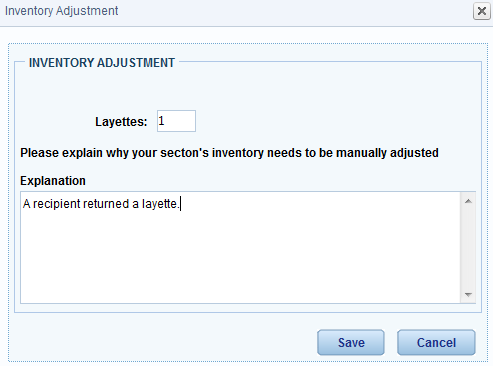 Inventory Adjustment
INVENTORY ADJUSTMENT
Layettes: 1
Please explain why your secton's inventory needs to be manually adjusted
Explanation
A recipient returned a layette.
Save Cancel